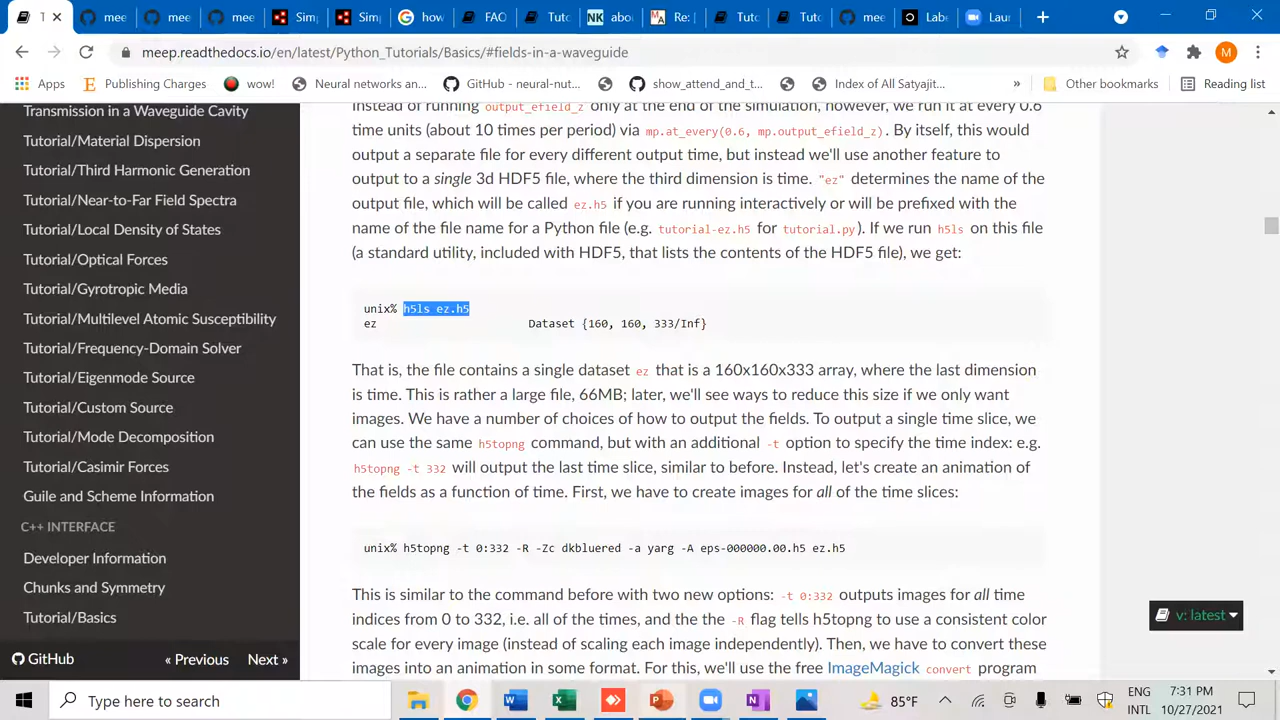 1
mee
mee
mee
Simp
Simp
how
FAO
Tuto
abou
Re: [
Tuto
Tuto
mee
Labe
Laun
meep.readthedocs.io/en/latest/Python_Tutorials/Basics/#fields-in-a-waveguide
M
Apps
Publishing Charges
wow!
Neural networks an...
GitHub - neural-nut...
show_attend_and_t...
Index of All Satyajit...
»
Other bookmarks
Reading list
Transmission in a Waveguide Cavity
Tutorial/Material Dispersion
Tutorial/Third Harmonic Generation
Tutorial/Near-to-Far Field Spectra
Tutorial/Local Density of States
Tutorial/Optical Forces
Tutorial/Gyrotropic Media
Tutorial/Multilevel Atomic Susceptibility
Tutorial/Frequency-Domain Solver
Tutorial/Eigenmode Source
Tutorial/Custom Source
Tutorial/Mode Decomposition
Tutorial/Casimir Forces
Guile and Scheme Information
C++ INTERFACE
Developer Information
Chunks and Symmetry
Tutorial/Basics
GitHub
« Previous
Next »
Instead of running output_efield_z only at the end of the simulation, however, we run it at every 0.6
time units (about 10 times per period) via mp.at_every(0.6, mp.output_efield_z). By itself, this would
output a separate file for every different output time, but instead we'll use another feature to
output to a single 3d HDF5 file, where the third dimension is time. "ez" determines the name of the
output file, which will be called ez.h5 if you are running interactively or will be prefixed with the
name of the file name for a Python file (e.g. tutorial-ez.h5 for tutorial.py). If we run h5ls on this file
(a standard utility, included with HDF5, that lists the contents of the HDF5 file), we get:
unix% h5ls ez.h5
ez Dataset {160, 160, 333/Inf}
That is, the file contains a single dataset ez that is a 160x160x333 array, where the last dimension
is time. This is rather a large file, 66MB; later, we'll see ways to reduce this size if we only want
images. We have a number of choices of how to output the fields. To output a single time slice, we
can use the same h5topng command, but with an additional -t option to specify the time index: e.g.
h5topng -t 332 will output the last time slice, similar to before. Instead, let's create an animation of
the fields as a function of time. First, we have to create images for all of the time slices:
unix% h5topng -t 0:332 -R -Zc dkbluered -a yarg -A eps-000000.00.h5 ez.h5
This is similar to the command before with two new options: -t 0:332 outputs images for all time
indices from 0 to 332, i.e. all of the times, and the the -R flag tells h5topng to use a consistent color
scale for every image (instead of scaling each image independently). Then, we have to convert these
images into an animation in some format. For this, we'll use the free ImageMagick convert program
v: latest
Type here to search
85°F
ENG
INTL
7:31 PM
10/27/2021